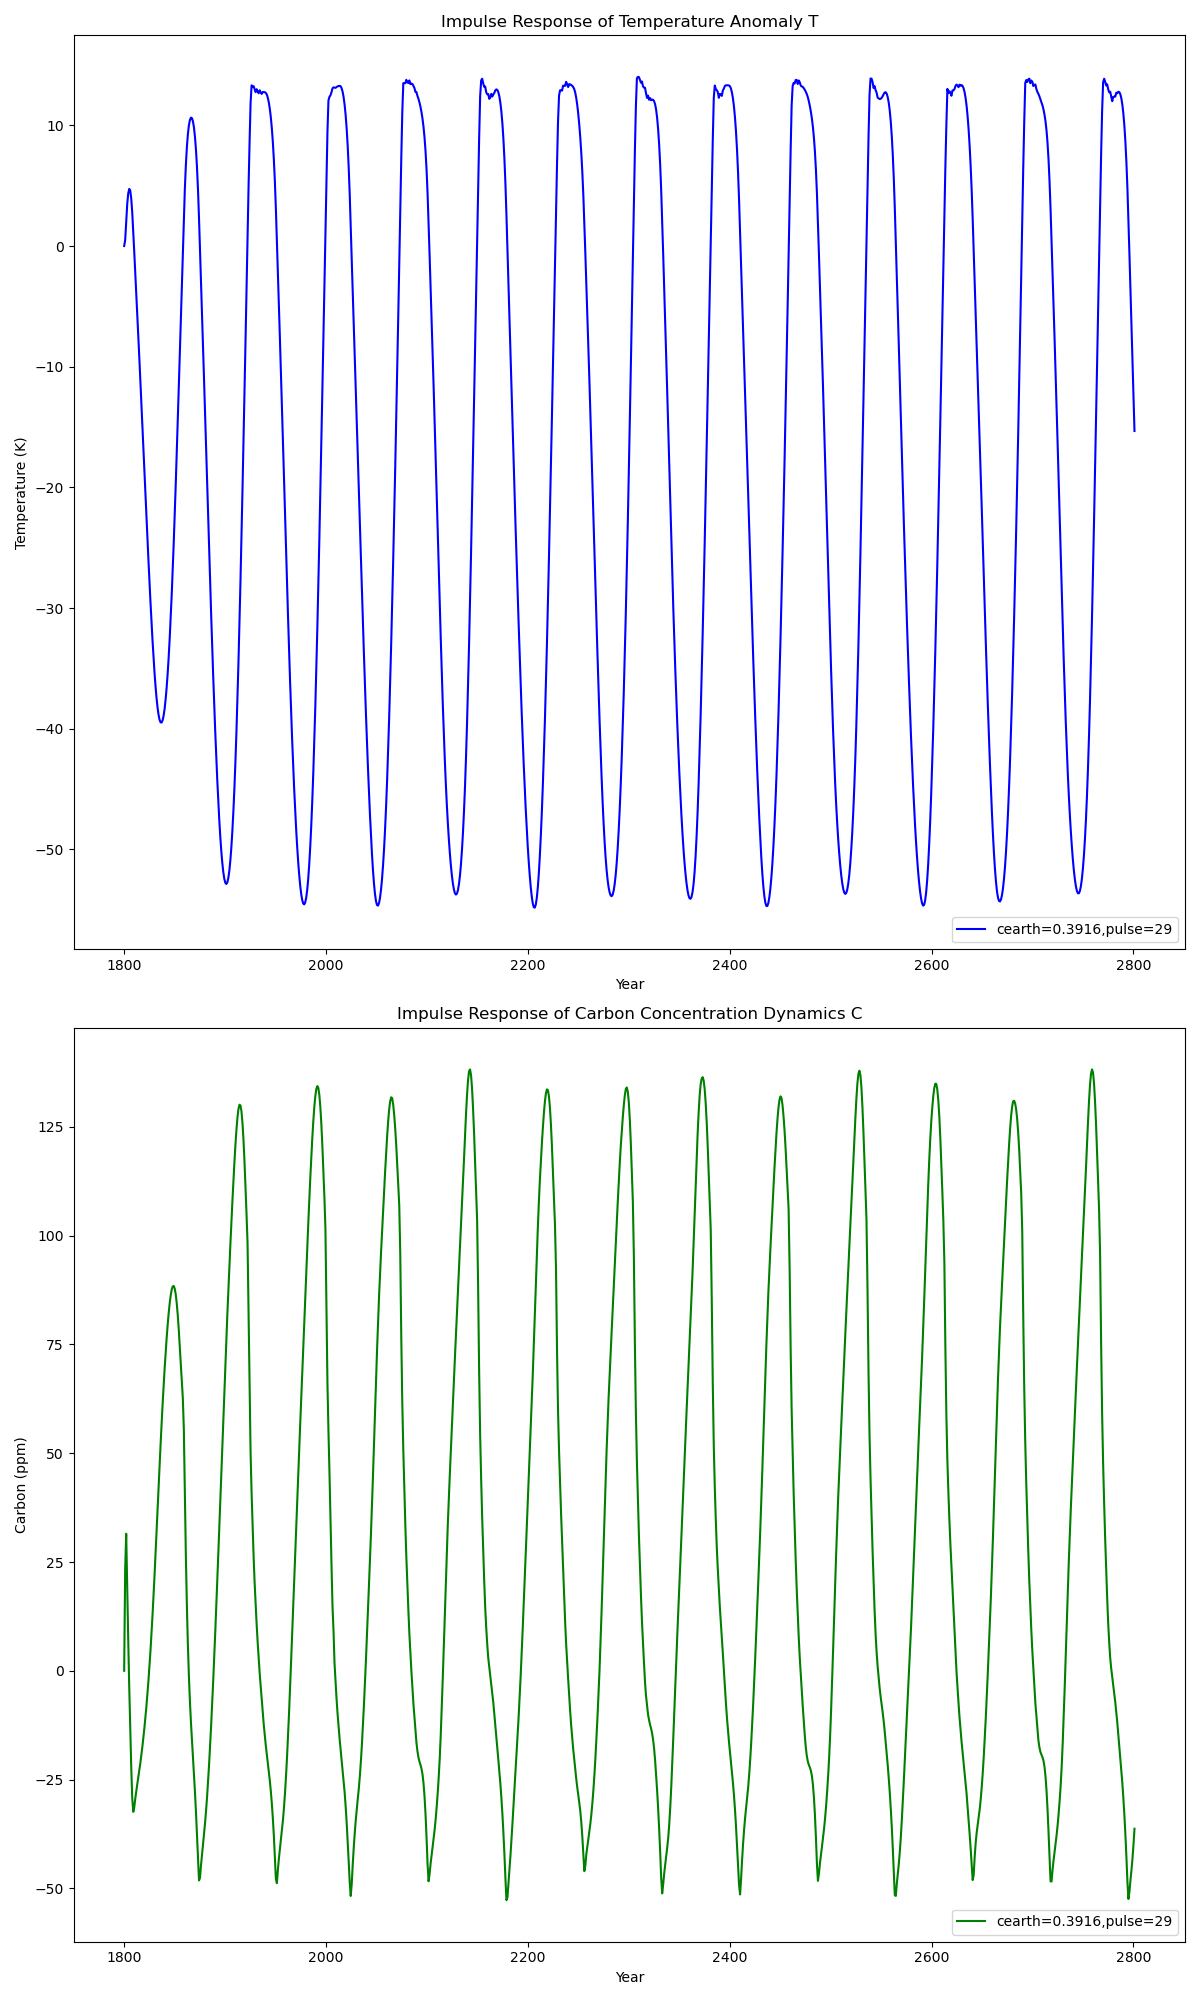 Impulse Response of Temperature Anomaly T
Temperature (K)
10
0
−10
−20
−30
−40
−50
cearth=0.3916,pulse=29
1800 2000 2200 2400 2600 2800
Year
Impulse Response of Carbon Concentration Dynamics C
Carbon (ppm)
125
100
75
50
25
0
−25
−50
cearth=0.3916,pulse=29
1800 2000 2200 2400 2600 2800
Year